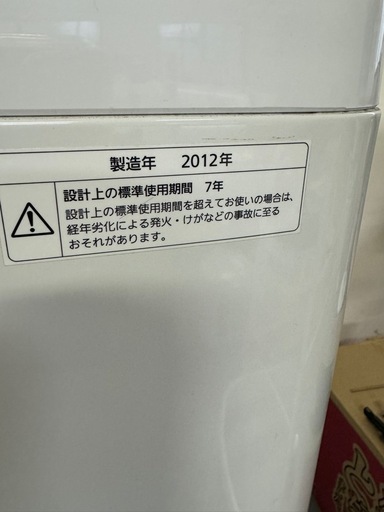 製造年 2012年
設計上の標準使用期間 7年
設計上の標準使用期間を超えてお使いの場合は、
経年劣化による発火・けがなどの事故に至る
おそれがあります。